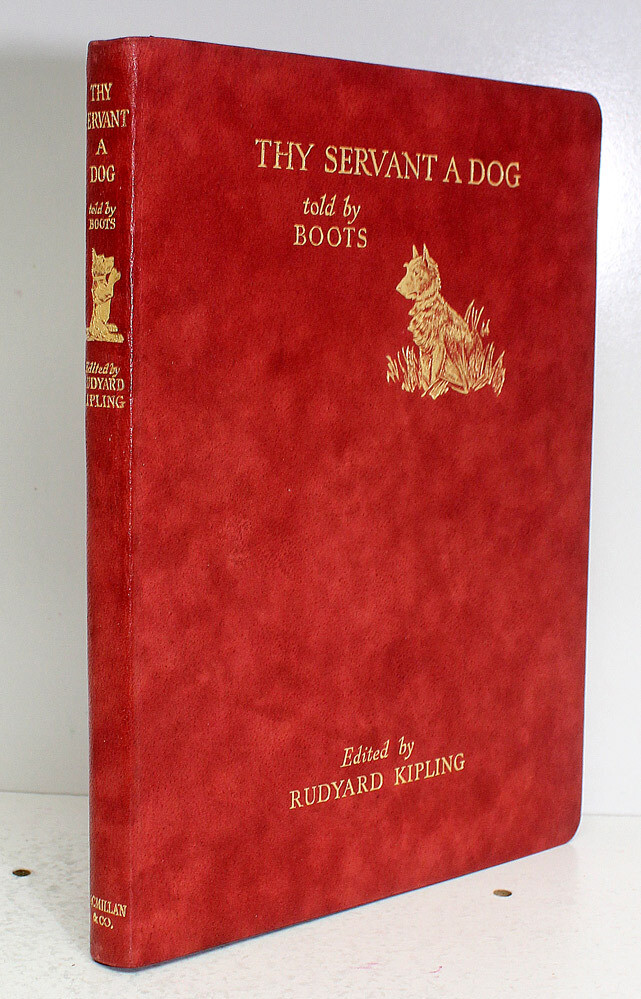 THY
SERVANT
A
DOG
told by
BOOTS
Edited by
RUDYARD
KIPLING
MACMILLAN
& CO.
THY SERVANT A DOG
told by
BOOTS
Edited by
RUDYARD KIPLING